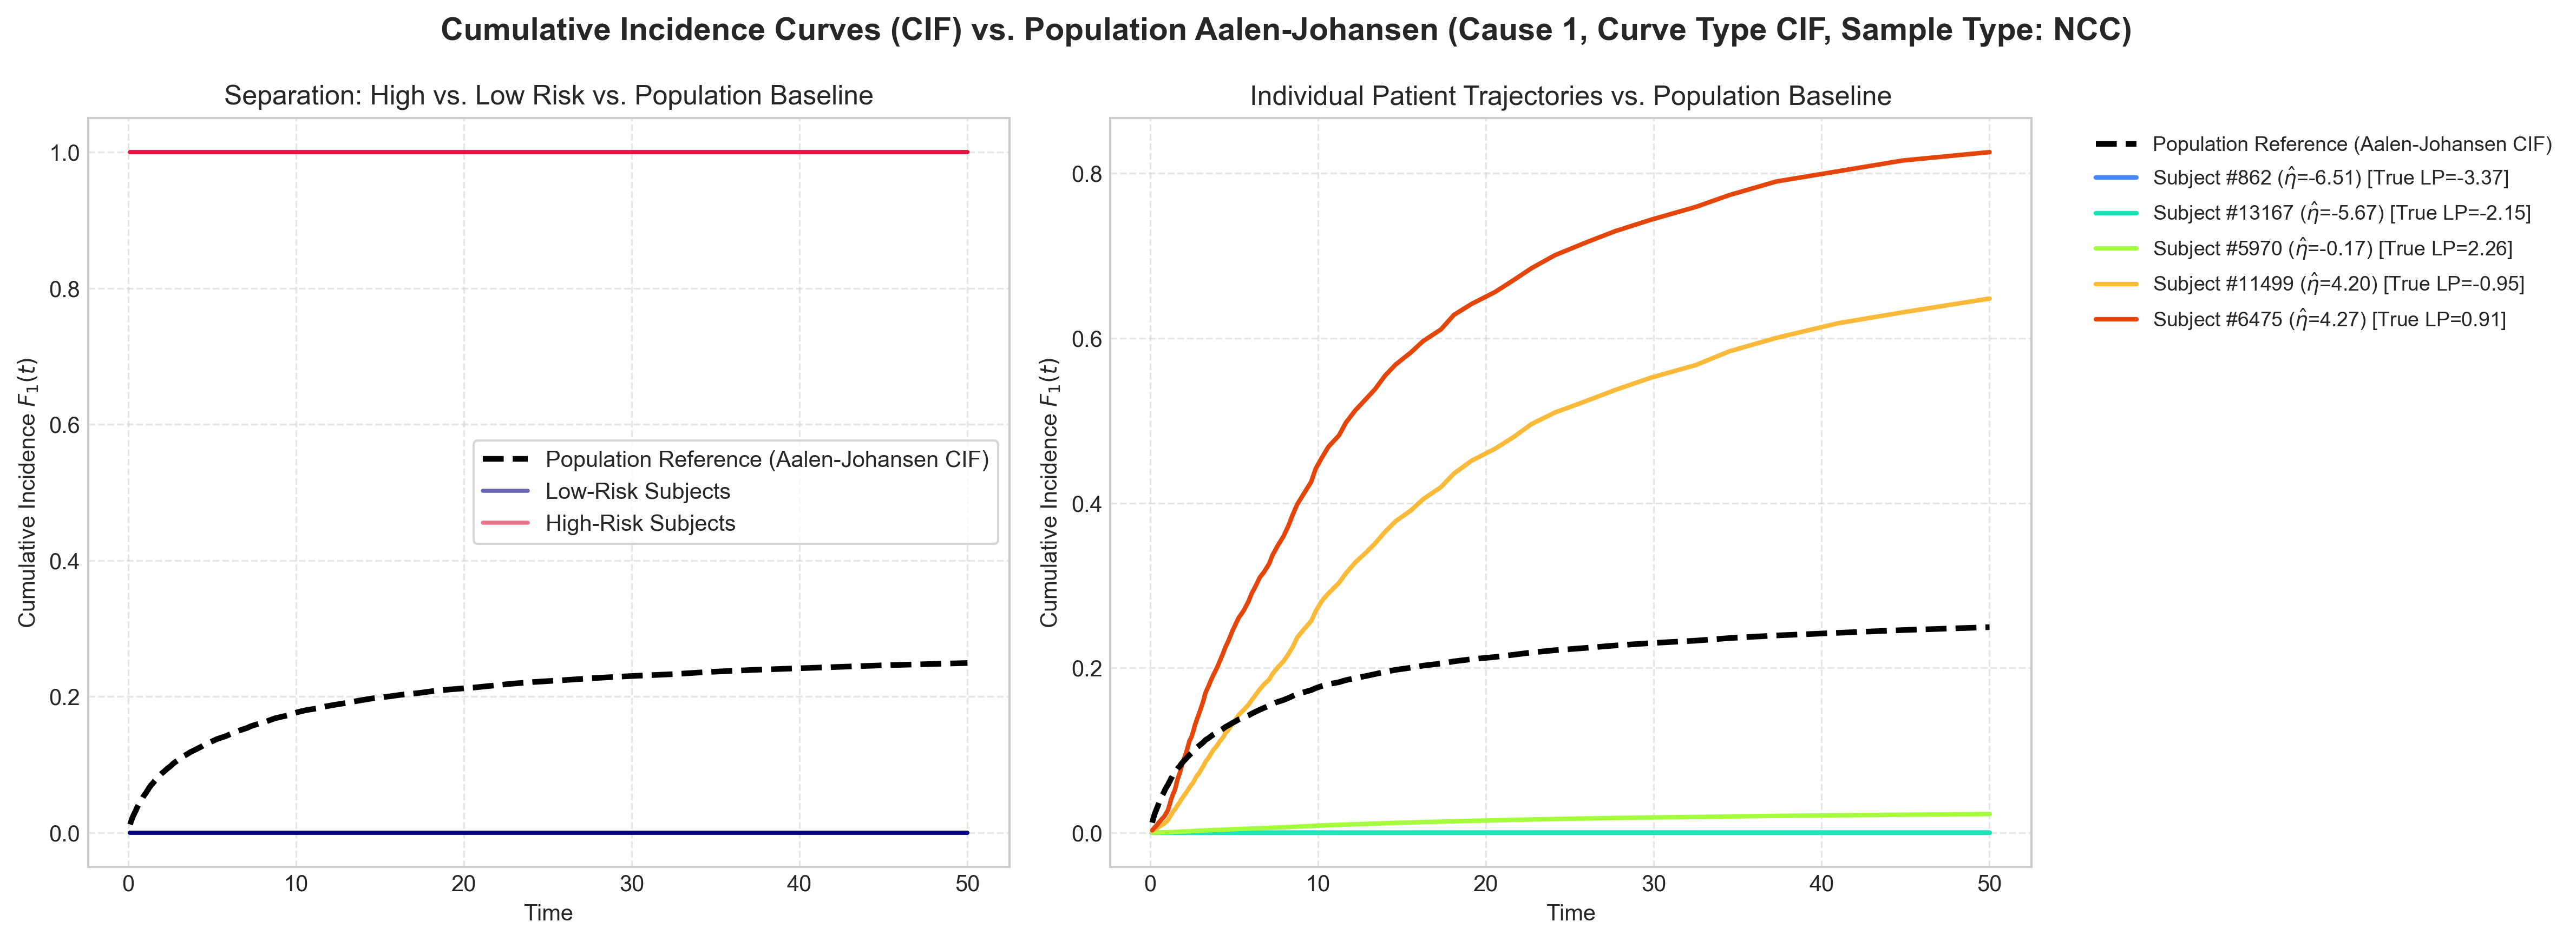 Cumulative Incidence Curves (CIF) vs. Population Aalen-Johansen (Cause 1, Curve Type CIF, Sample Type: NCC)
Separation: High vs. Low Risk vs. Population Baseline
Cumulative Incidence F₁(t)
1.0
0.8
0.6
0.4
0.2
0.0
0 10 20 30 40 50
Time
Population Reference (Aalen-Johansen CIF)
Low-Risk Subjects
High-Risk Subjects
Individual Patient Trajectories vs. Population Baseline
Cumulative Incidence F₁(t)
0.8
0.6
0.4
0.2
0.0
0 10 20 30 40 50
Time
Population Reference (Aalen-Johansen CIF)
Subject #862 (η̂=-6.51) [True LP=-3.37]
Subject #13167 (η̂=-5.67) [True LP=-2.15]
Subject #5970 (η̂=-0.17) [True LP=2.26]
Subject #11499 (η̂=4.20) [True LP=-0.95]
Subject #6475 (η̂=4.27) [True LP=0.91]